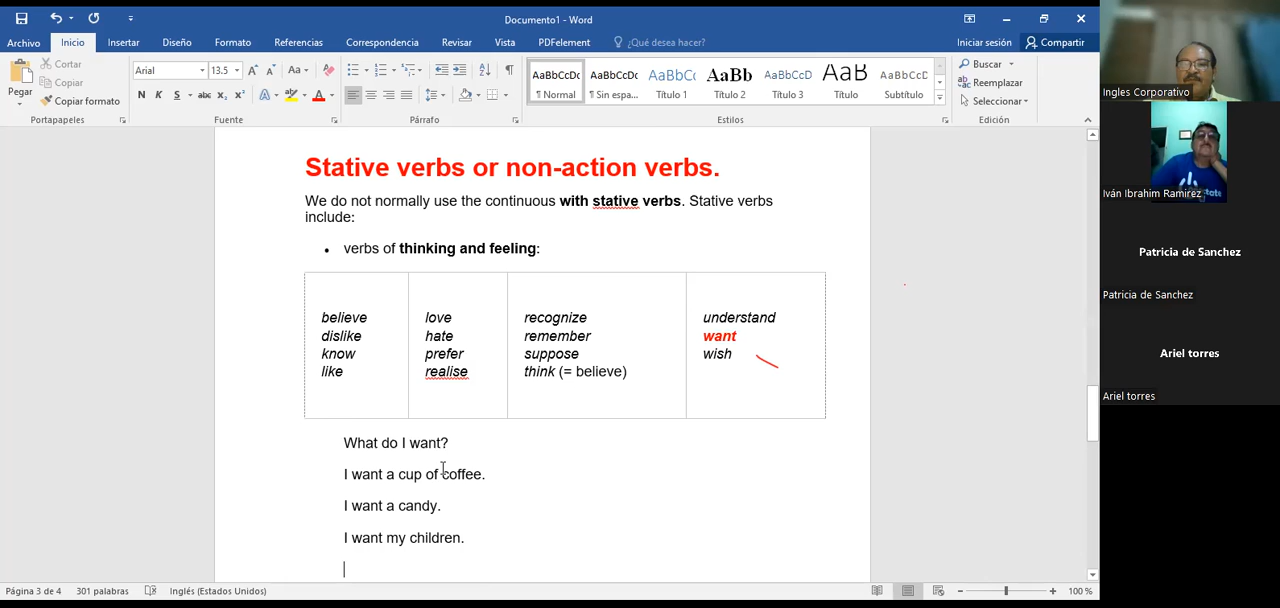 Documento1 - Word
Archivo Inicio Insertar Diseño Formato Referencias Correspondencia Revisar Vista PDFelement ¿Qué desea hacer? Iniciar sesión Compartir
Pegar
Cortar
Copiar
Copiar formato
Portapapeles
Arial 13.5
Aa
N K S abc x₂ x²
Fuente
Párrafo
AaBbCcDc AaBbCcDc AaBbC AaBb AaBbCcD AaB AaBbCcD
¶ Normal ¶ Sin espa... Título 1 Título 2 Título 3 Título Subtítulo
Estilos
Buscar
Reemplazar
Seleccionar
Edición
Stative verbs or non-action verbs.
We do not normally use the continuous with stative verbs. Stative verbs
include:
• verbs of thinking and feeling:
believe
dislike
know
like
love
hate
prefer
realise
recognize
remember
suppose
think (= believe)
understand
want
wish
What do I want?
I want a cup of coffee.
I want a candy.
I want my children.
Página 3 de 4 301 palabras Inglés (Estados Unidos) 100 %
Ingles Corporativo
Iván Ibrahim Ramírez
Patricia de Sanchez
Patricia de Sanchez
Ariel torres
Ariel torres